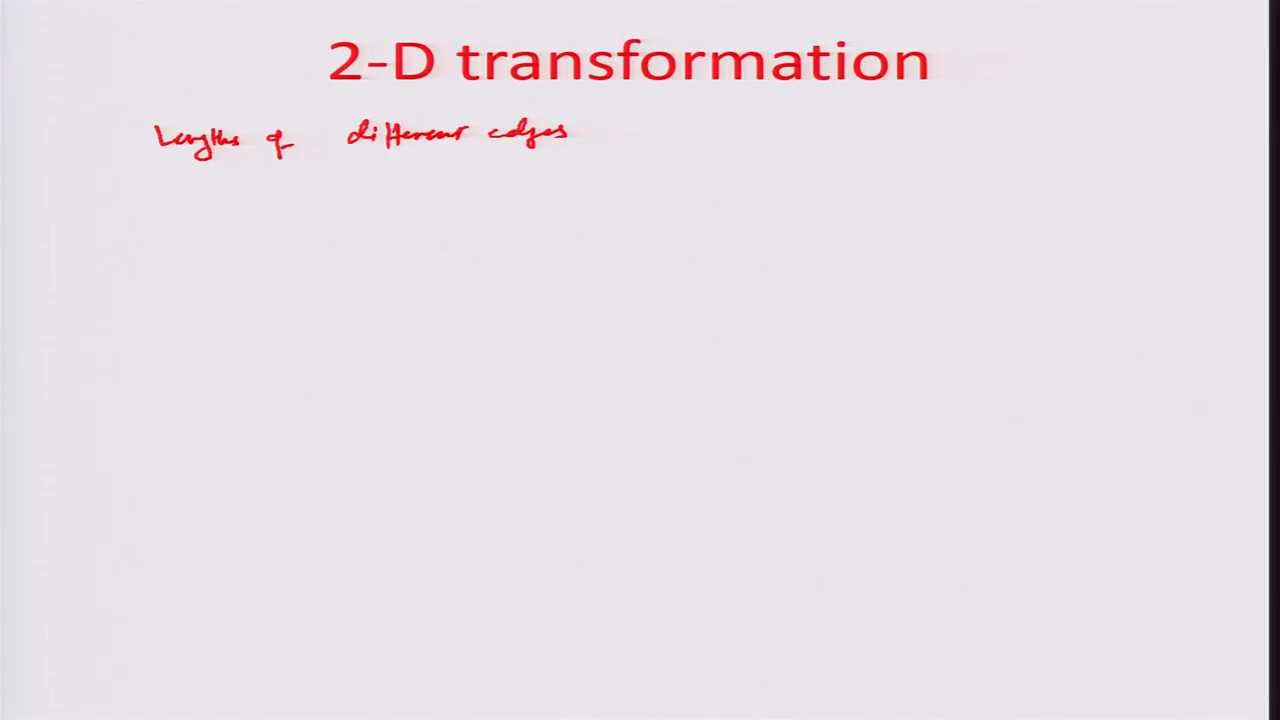 2-D transformation
Lengths of different edges